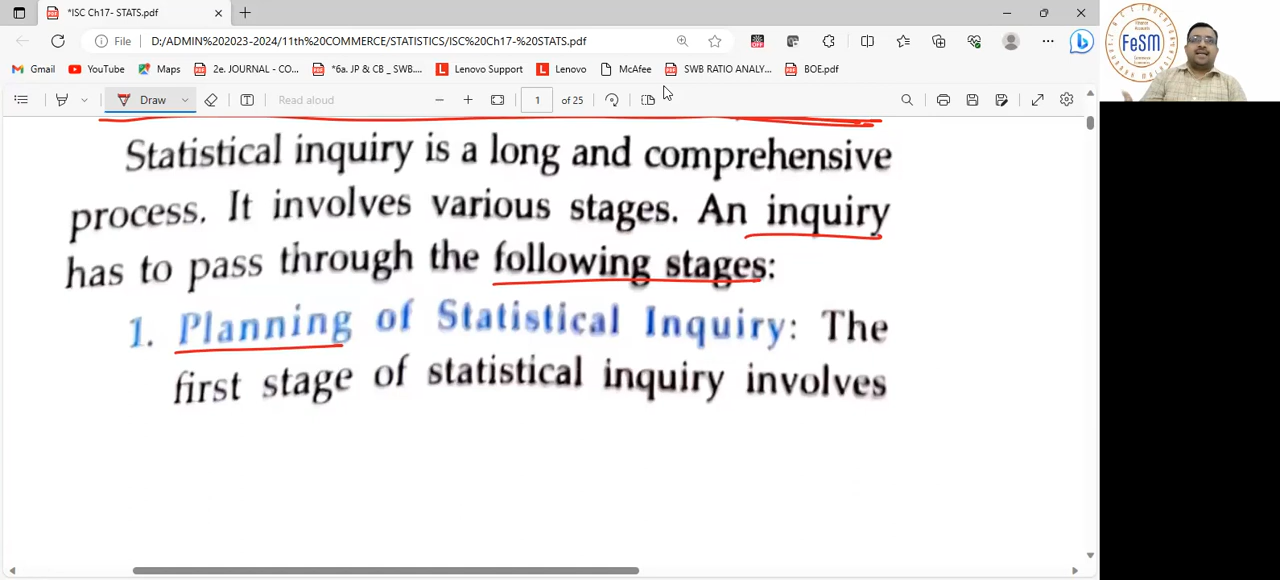 *ISC Ch17- STATS.pdf
File
D:/ADMIN%202023-2024/11th%20COMMERCE/STATISTICS/ISC%20CH17%20STATS.pdf
Gmail YouTube Maps 2e. JOURNAL - CO... *6a. JP & CB _ SWB.... Lenovo Support Lenovo McAfee SWB RATIO ANALY... BOE.pdf
Draw Read aloud 1 of 25
FeSM
Statistical inquiry is a long and comprehensive
process. It involves various stages. An inquiry
has to pass through the following stages:
1. Planning of Statistical Inquiry: The
first stage of statistical inquiry involves